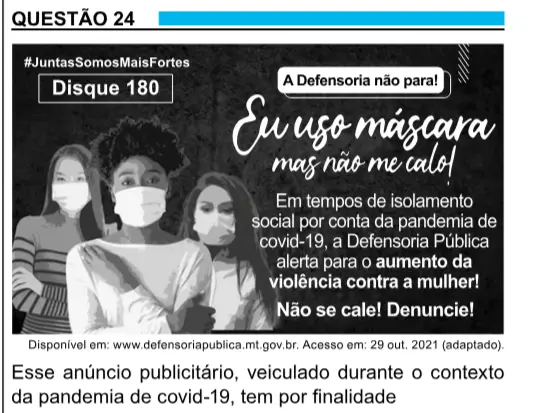 QUESTÃO 24
#JuntasSomosMaisFortes
Disque 180
A Defensoria não para!
Eu uso máscara
mas não me calo!
Em tempos de isolamento
social por conta da pandemia de
covid-19, a Defensoria Pública
alerta para o aumento da
violência contra a mulher!
Não se cale! Denuncie!
Disponível em: www.defensoriapublica.mt.gov.br. Acesso em: 29 out. 2021 (adaptado).
Esse anúncio publicitário, veiculado durante o contexto
da pandemia de covid-19, tem por finalidade